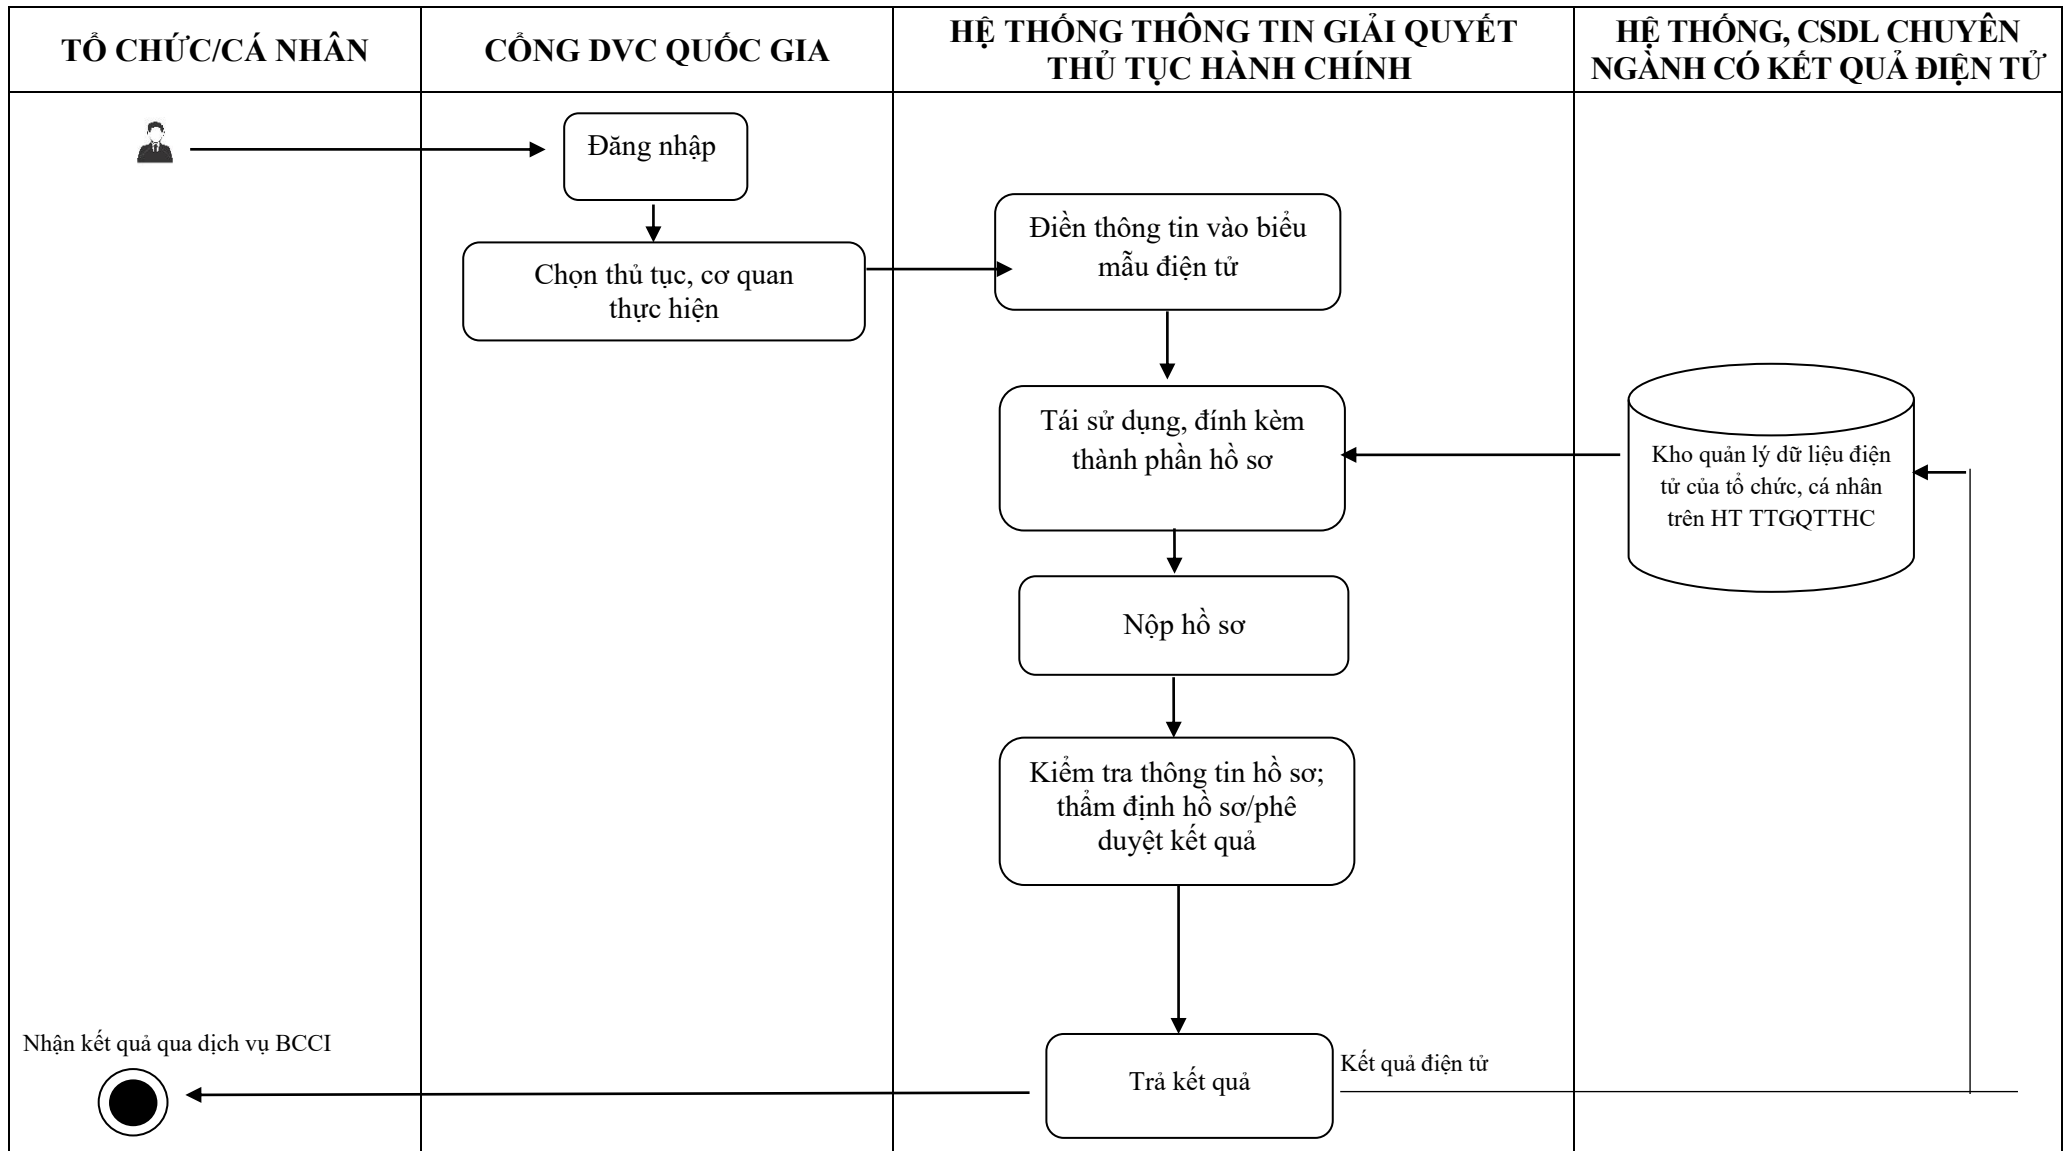 TỔ CHỨC/CÁ NHÂN
CỔNG DVC QUỐC GIA
HỆ THỐNG THÔNG TIN GIẢI QUYẾT
THỦ TỤC HÀNH CHÍNH
HỆ THỐNG, CSDL CHUYÊN
NGÀNH CÓ KẾT QUẢ ĐIỆN TỬ
Đăng nhập
Chọn thủ tục, cơ quan
thực hiện
Điền thông tin vào biểu
mẫu điện tử
Tái sử dụng, đính kèm
thành phần hồ sơ
Kho quản lý dữ liệu điện
tử của tổ chức, cá nhân
trên HT TTGQTTHC
Nộp hồ sơ
Kiểm tra thông tin hồ sơ;
thẩm định hồ sơ/phê
duyệt kết quả
Nhận kết quả qua dịch vụ BCCI
Trả kết quả
Kết quả điện tử